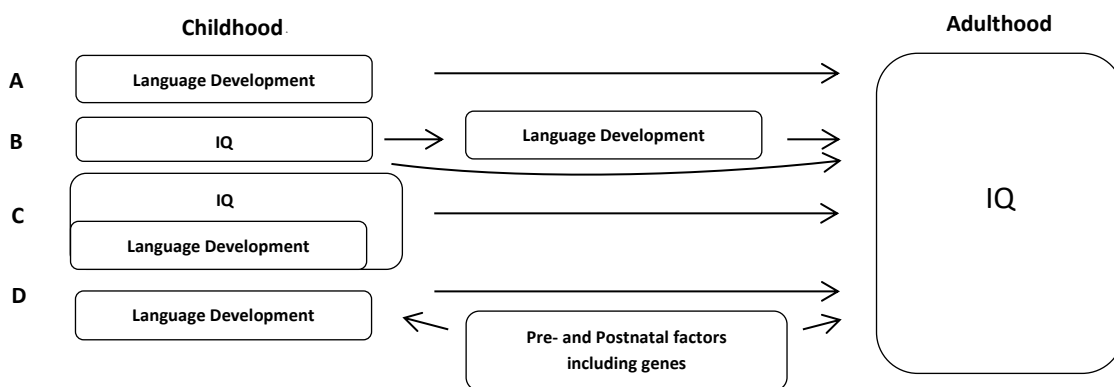 Childhood
Adulthood
A
Language Development
B
IQ
Language Development
C
IQ
Language Development
IQ
D
Language Development
Pre- and Postnatal factors
including genes